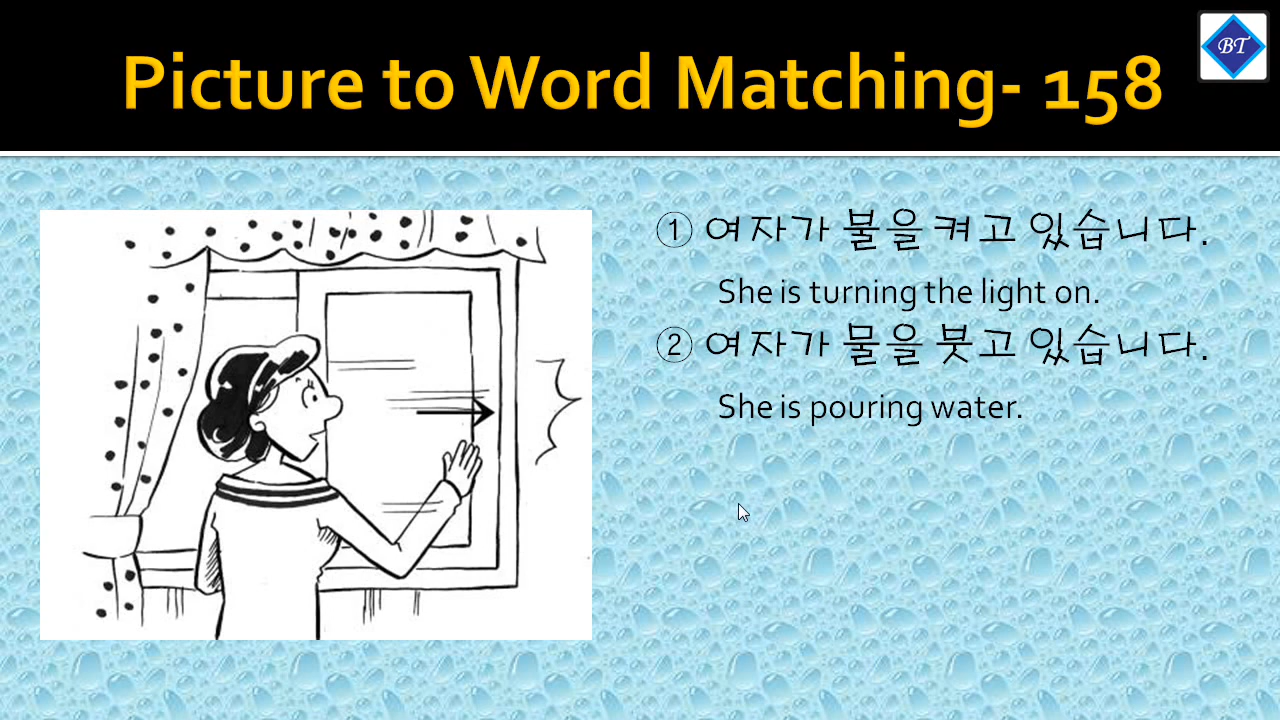 Picture to Word Matching- 158
BT
① 여자가 불을 켜고 있습니다.
She is turning the light on.
② 여자가 물을 붓고 있습니다.
She is pouring water.